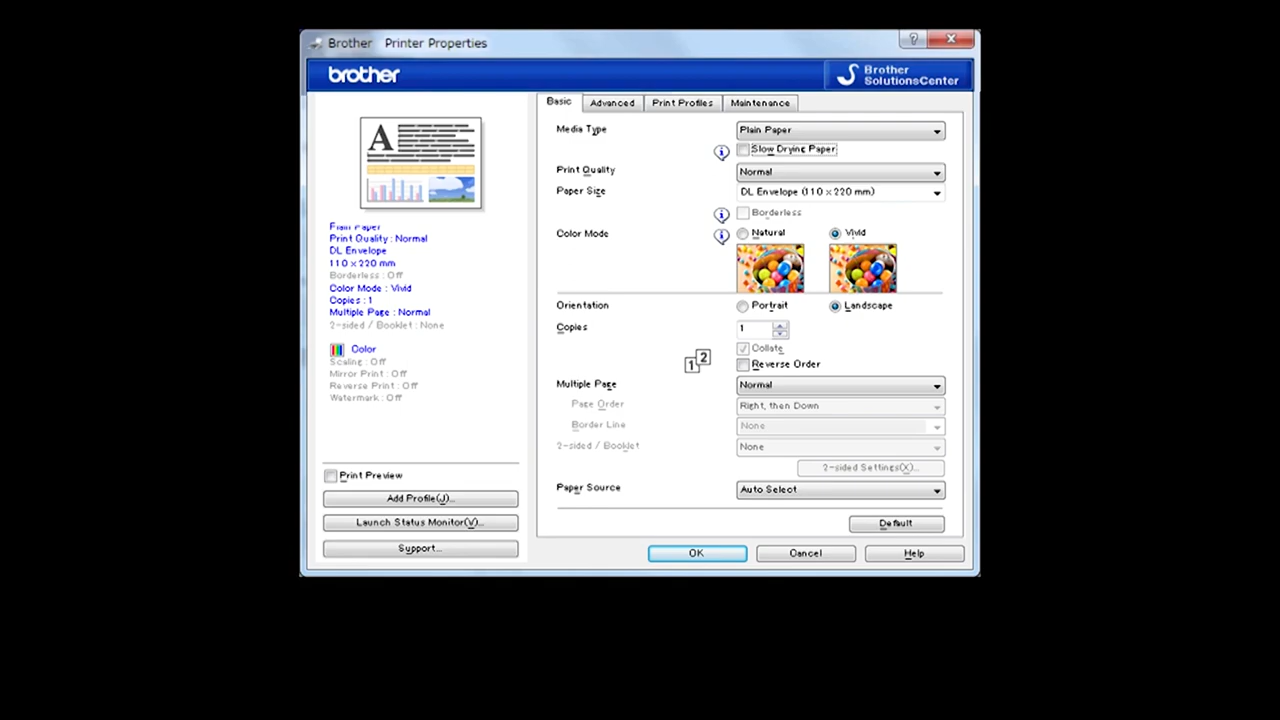 Brother Printer Properties
brother
Brother
SolutionsCenter
Basic
Advanced
Print Profiles
Maintenance
A
Plain Paper
Print Quality : Normal
DL Envelope
110 x 220 mm
Borderless : Off
Color Mode : Vivid
Copies : 1
Multiple Page : Normal
2-sided / Booklet : None
Color
Scaling : Off
Mirror Print : Off
Reverse Print : Off
Watermark : Off
Print Preview
Add Profile(J)...
Launch Status Monitor(V)...
Support...
Media Type
Plain Paper
Slow Drying Paper
Print Quality
Normal
Paper Size
DL Envelope (110 x 220 mm)
Borderless
Color Mode
Natural
Vivid
Orientation
Portrait
Landscape
Copies
1
Collate
1 2
Reverse Order
Multiple Page
Normal
Page Order
Right, then Down
Border Line
None
2-sided / Booklet
None
2-sided Settings(X)...
Paper Source
Auto Select
Default
OK
Cancel
Help